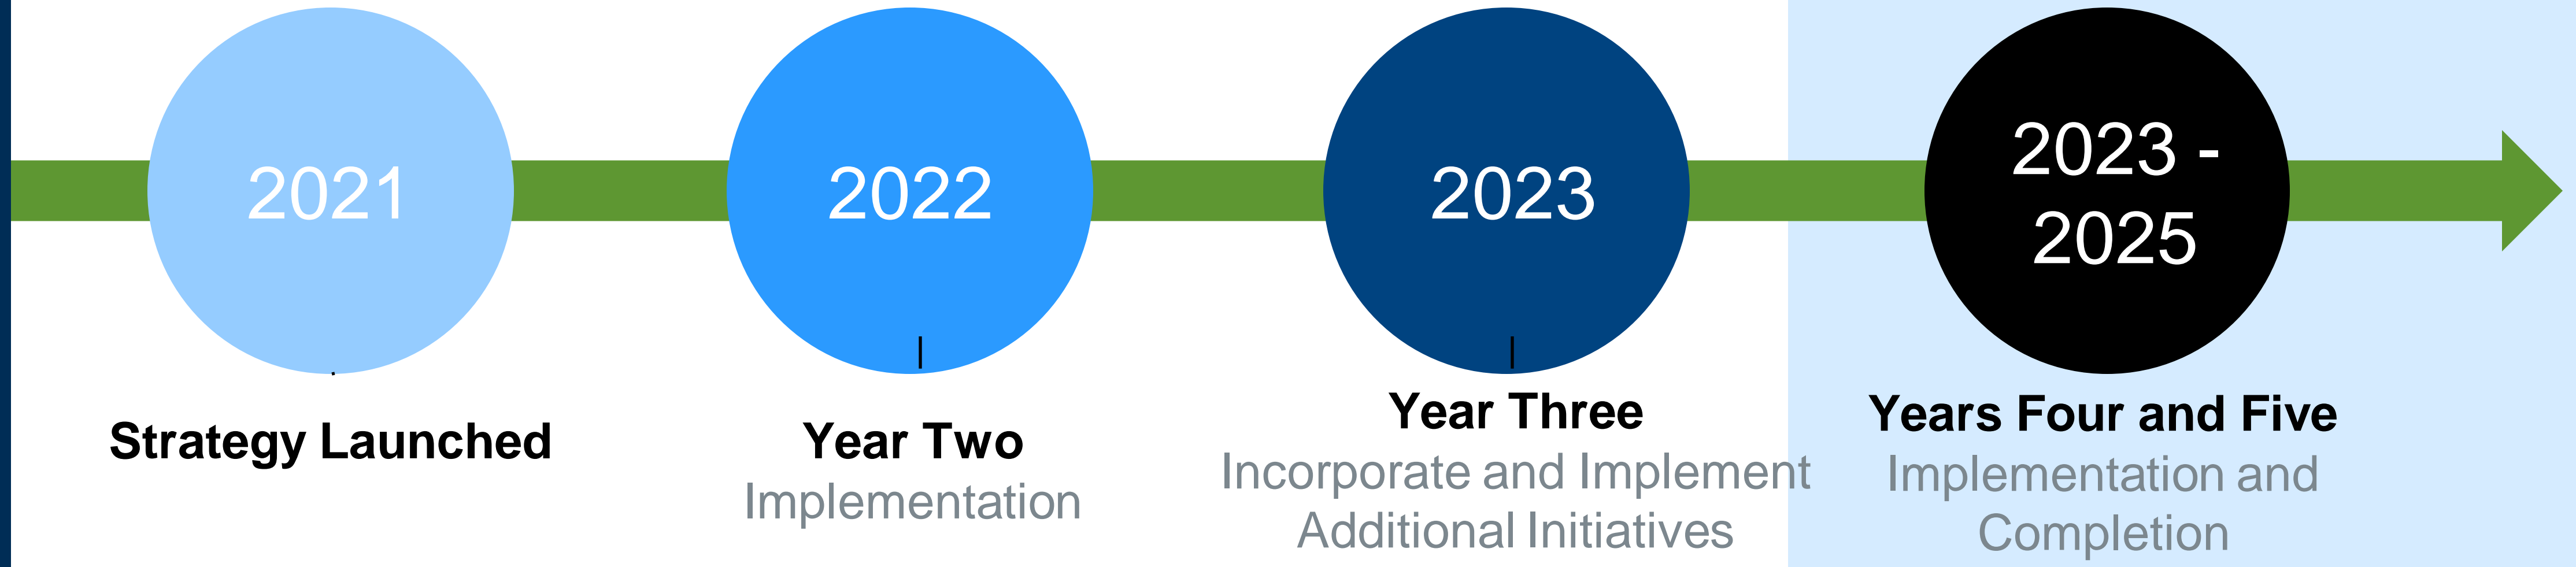 2021
Strategy Launched
2022
Year Two
Implementation
2023
Year Three
Incorporate and Implement
Additional Initiatives
2023 -
2025
Years Four and Five
Implementation and
Completion